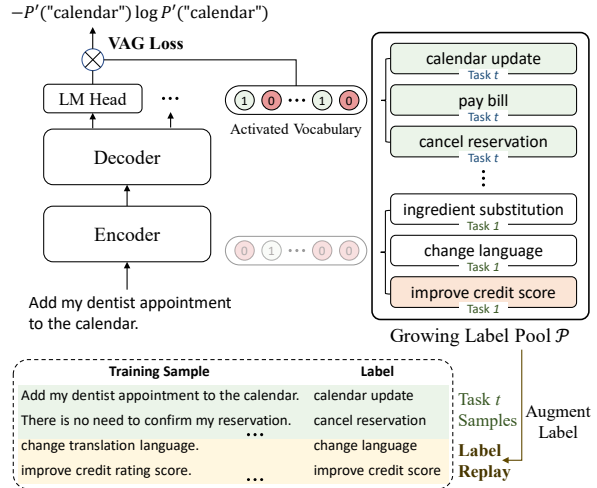 −P′("calendar") log P′("calendar")
VAG Loss
LM Head
...
Decoder
Encoder
Add my dentist appointment
to the calendar.
1 0 ... 1 0
Activated Vocabulary
0 1 ... 0 0
calendar update
Task t
pay bill
Task t
cancel reservation
Task t
...
ingredient substitution
Task 1
change language
Task 1
improve credit score
Task 1
Growing Label Pool 𝒫
Training Sample Label
Add my dentist appointment to the calendar. calendar update
There is no need to confirm my reservation. cancel reservation
...
change translation language. change language
improve credit rating score. improve credit score
...
Task t
Samples
Label
Replay
Augment
Label